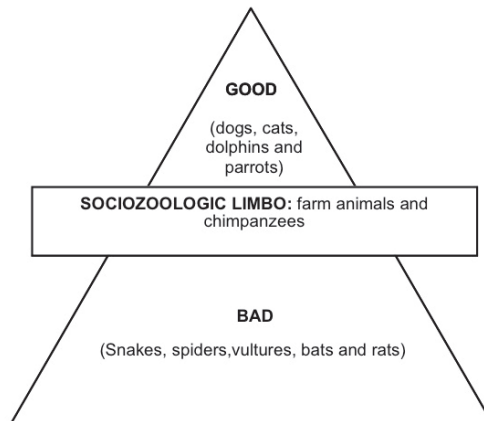 GOOD
(dogs, cats,
dolphins and
parrots)
SOCIOZOOLOGIC LIMBO: farm animals and
chimpanzees
BAD
(Snakes, spiders,vultures, bats and rats)